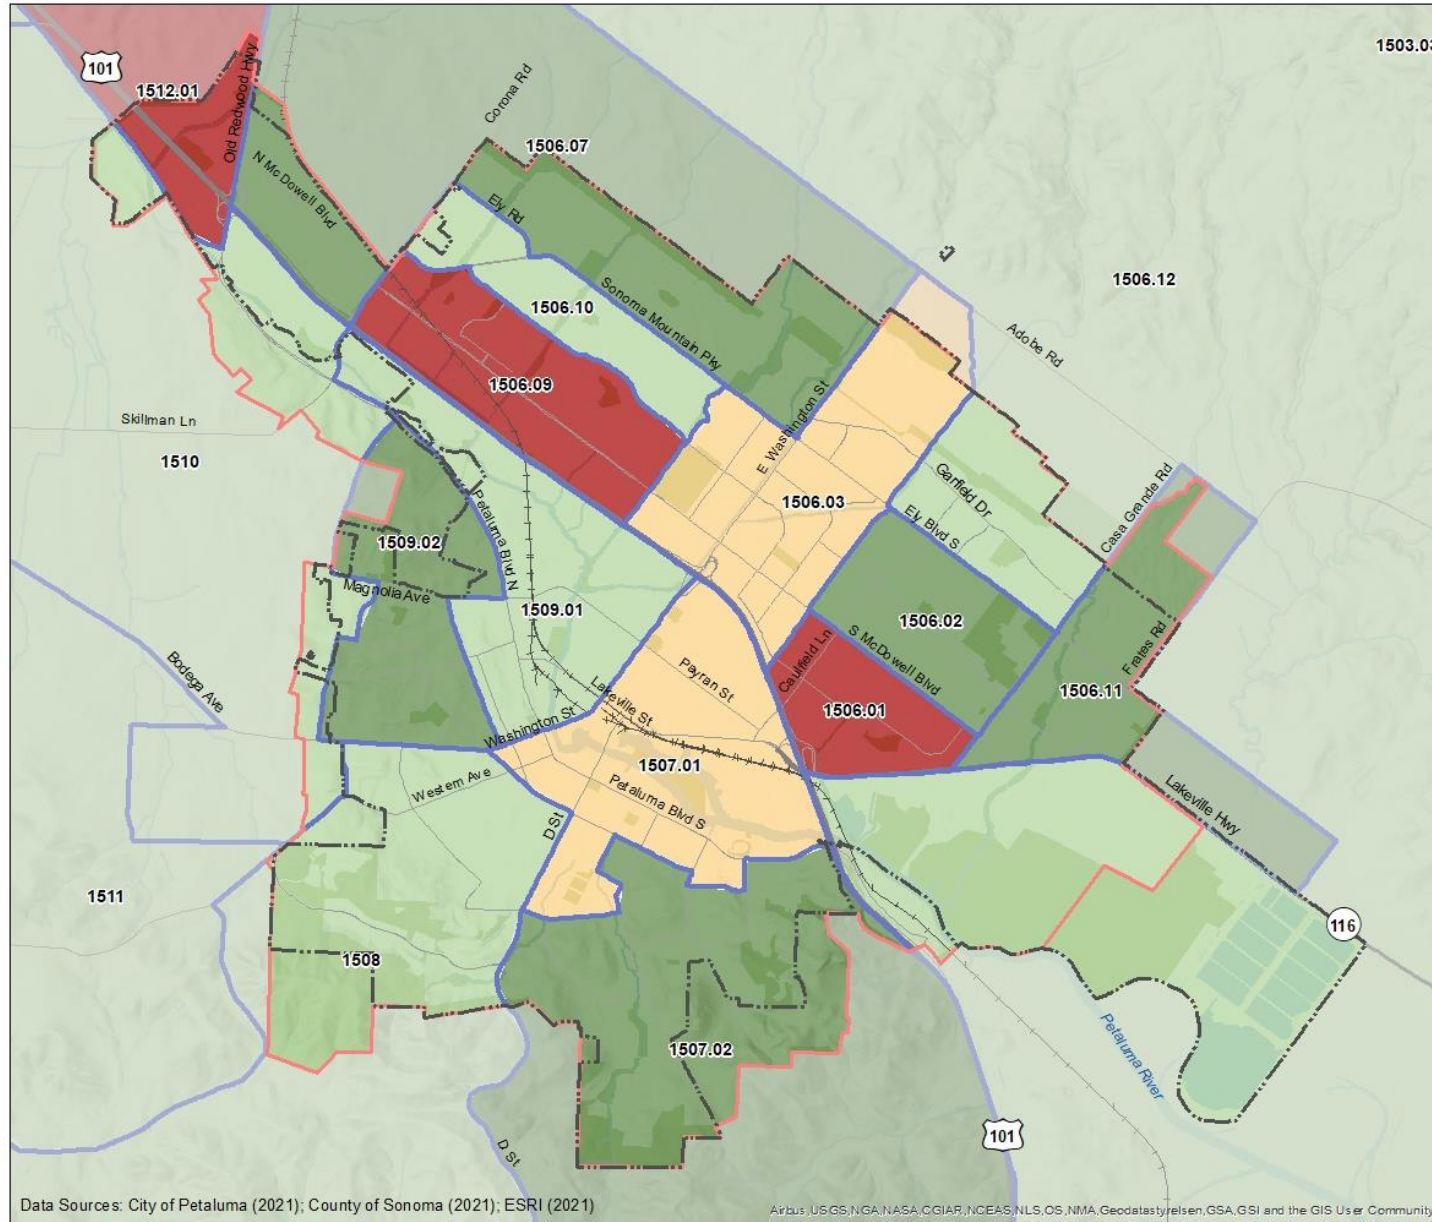 1503.03
101
1512.01
Old Redwood Hwy
Corona Rd
1506.07
N McDowell Blvd
Ely Rd
1506.12
Sonoma Mountain Pky
1506.10
Adobe Rd
1506.09
E Washington St
Skillman Ln
1510
Garfield Dr
Casa Grande Rd
1506.03
Ely Blvd S
Petaluma Blvd N
1509.02
Magnolia Ave
1509.01
1506.02
S McDowell Blvd
Caulfield Ln
Frates Rd
Payran St
Bodega Ave
1506.11
Lakeville St
1506.01
Washington St
1507.01
Western Ave
Petaluma Blvd S
Lakeville Hwy
D St
1511
116
1508
1507.02
Petaluma River
101
D St
Data Sources: City of Petaluma (2021); County of Sonoma (2021); ESRI (2021)
Airbus,USGS,NGA,NASA,CGIAR,NCEAS,NLS,OS,NMA,Geodatastyrelsen,GSA,GSI and the GIS User Community